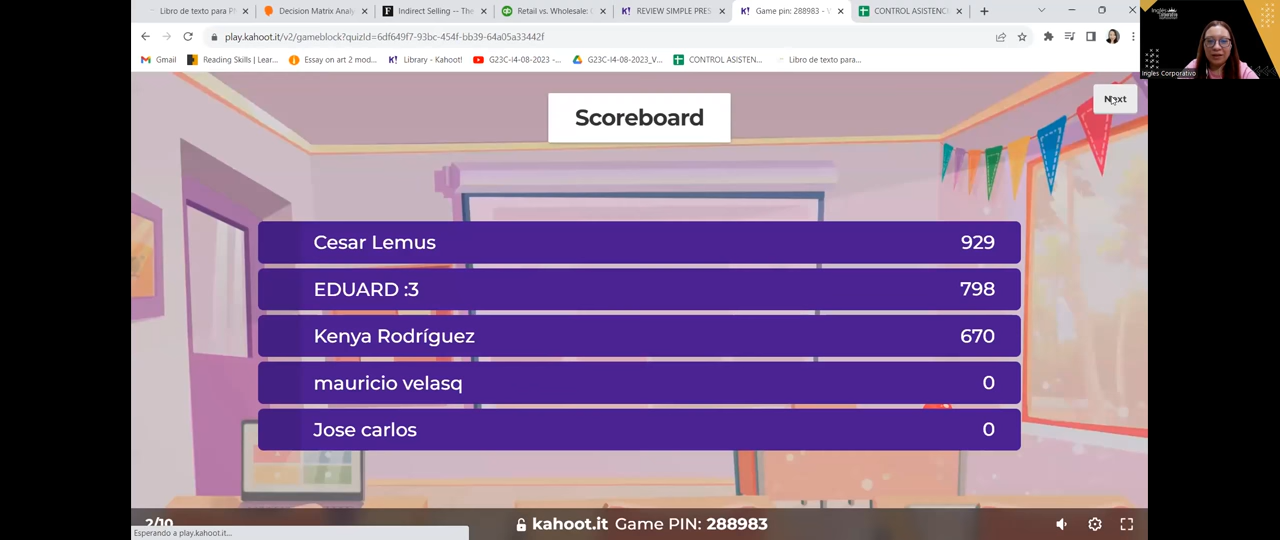 Libro de texto para P
Decision Matrix Anal
Indirect Selling -- The
Retail vs. Wholesale: 
REVIEW SIMPLE PRES
Game pin: 288983 - V
CONTROL ASISTENC
play.kahoot.it/v2/gameblock?quizId=6df649f7-93bc-454f-bb39-64a05a33442f
Gmail
Reading Skills | Lear...
Essay on art 2 mod...
Library - Kahoot!
G23C-I4-08-2023 -...
G23C-I4-08-2023_V...
CONTROL ASISTEN...
Libro de texto para...
Inglés Corporativo
Next
Scoreboard
Cesar Lemus 929
EDUARD :3 798
Kenya Rodríguez 670
mauricio velasq 0
Jose carlos 0
2/10
kahoot.it Game PIN: 288983
Esperando a play.kahoot.it...